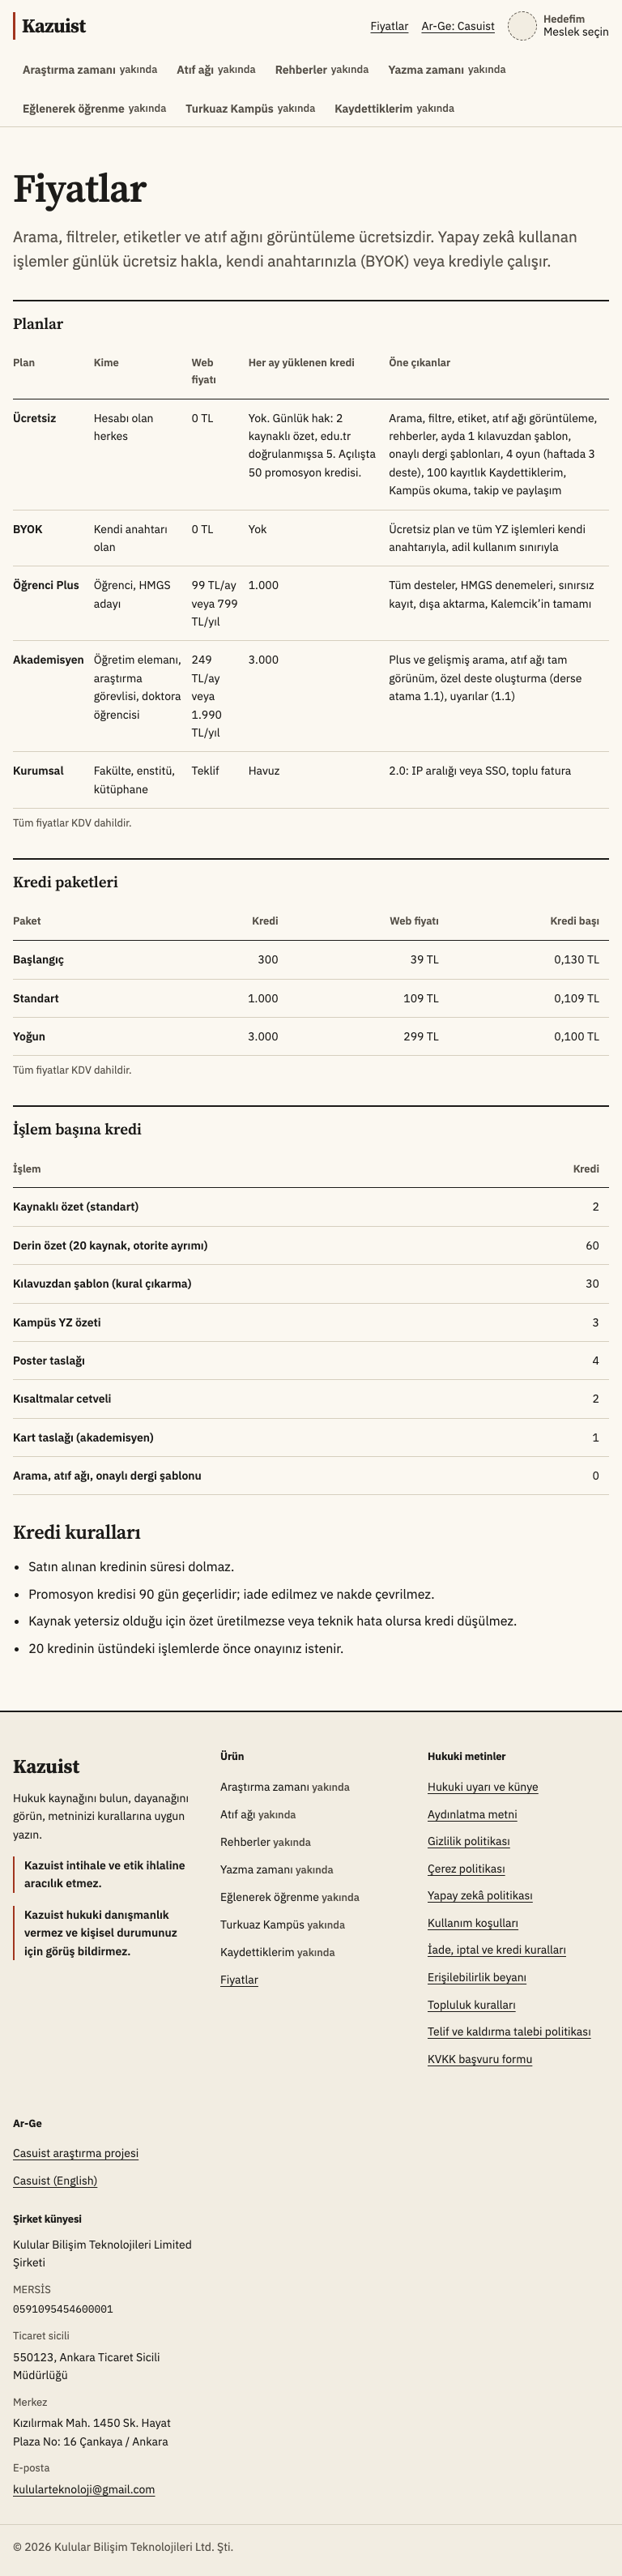 Kazuist
Fiyatlar Ar-Ge: Casuist Hedefim
Meslek seçin
Araştırma zamanı yakında Atıf ağı yakında Rehberler yakında Yazma zamanı yakında
Eğlenerek öğrenme yakında Turkuaz Kampüs yakında Kaydettiklerim yakında
Fiyatlar
Arama, filtreler, etiketler ve atıf ağını görüntüleme ücretsizdir. Yapay zekâ kullanan
işlemler günlük ücretsiz hakla, kendi anahtarınızla (BYOK) veya krediyle çalışır.
Planlar
Plan Kime Web fiyatı Her ay yüklenen kredi Öne çıkanlar
Ücretsiz
Hesabı olan
herkes
0 TL
Yok. Günlük hak: 2
kaynaklı özet, edu.tr
doğrulanmışsa 5. Açılışta
50 promosyon kredisi.
Arama, filtre, etiket, atıf ağı görüntüleme,
rehberler, ayda 1 kılavuzdan şablon,
onaylı dergi şablonları, 4 oyun (haftada 3
deste), 100 kayıtlık Kaydettiklerim,
Kampüs okuma, takip ve paylaşım
BYOK
Kendi anahtarı
olan
0 TL
Yok
Ücretsiz plan ve tüm YZ işlemleri kendi
anahtarıyla, adil kullanım sınırıyla
Öğrenci Plus
Öğrenci, HMGS
adayı
99 TL/ay
veya 799
TL/yıl
1.000
Tüm desteler, HMGS denemeleri, sınırsız
kayıt, dışa aktarma, Kalemcik’in tamamı
Akademisyen
Öğretim elemanı,
araştırma
görevlisi, doktora
öğrencisi
249
TL/ay
veya
1.990
TL/yıl
3.000
Plus ve gelişmiş arama, atıf ağı tam
görünüm, özel deste oluşturma (derse
atama 1.1), uyarılar (1.1)
Kurumsal
Fakülte, enstitü,
kütüphane
Teklif
Havuz
2.0: IP aralığı veya SSO, toplu fatura
Tüm fiyatlar KDV dahildir.
Kredi paketleri
Paket Kredi Web fiyatı Kredi başı
Başlangıç 300 39 TL 0,130 TL
Standart 1.000 109 TL 0,109 TL
Yoğun 3.000 299 TL 0,100 TL
Tüm fiyatlar KDV dahildir.
İşlem başına kredi
İşlem Kredi
Kaynaklı özet (standart) 2
Derin özet (20 kaynak, otorite ayrımı) 60
Kılavuzdan şablon (kural çıkarma) 30
Kampüs YZ özeti 3
Poster taslağı 4
Kısaltmalar cetveli 2
Kart taslağı (akademisyen) 1
Arama, atıf ağı, onaylı dergi şablonu 0
Kredi kuralları
• Satın alınan kredinin süresi dolmaz.
• Promosyon kredisi 90 gün geçerlidir; iade edilmez ve nakde çevrilmez.
• Kaynak yetersiz olduğu için özet üretilmezse veya teknik hata olursa kredi düşülmez.
• 20 kredinin üstündeki işlemlerde önce onayınız istenir.
Kazuist
Hukuk kaynağını bulun, dayanağını
görün, metninizi kurallarına uygun
yazın.
Kazuist intihale ve etik ihlaline
aracılık etmez.
Kazuist hukuki danışmanlık
vermez ve kişisel durumunuz
için görüş bildirmez.
Ürün
Araştırma zamanı yakında
Atıf ağı yakında
Rehberler yakında
Yazma zamanı yakında
Eğlenerek öğrenme yakında
Turkuaz Kampüs yakında
Kaydettiklerim yakında
Fiyatlar
Hukuki metinler
Hukuki uyarı ve künye
Aydınlatma metni
Gizlilik politikası
Çerez politikası
Yapay zekâ politikası
Kullanım koşulları
İade, iptal ve kredi kuralları
Erişilebilirlik beyanı
Topluluk kuralları
Telif ve kaldırma talebi politikası
KVKK başvuru formu
Ar-Ge
Casuist araştırma projesi
Casuist (English)
Şirket künyesi
Kulular Bilişim Teknolojileri Limited
Şirketi
MERSİS
0591095454600001
Ticaret sicili
550123, Ankara Ticaret Sicili
Müdürlüğü
Merkez
Kızılırmak Mah. 1450 Sk. Hayat
Plaza No: 16 Çankaya / Ankara
E-posta
kulularteknoloji@gmail.com
© 2026 Kulular Bilişim Teknolojileri Ltd. Şti.